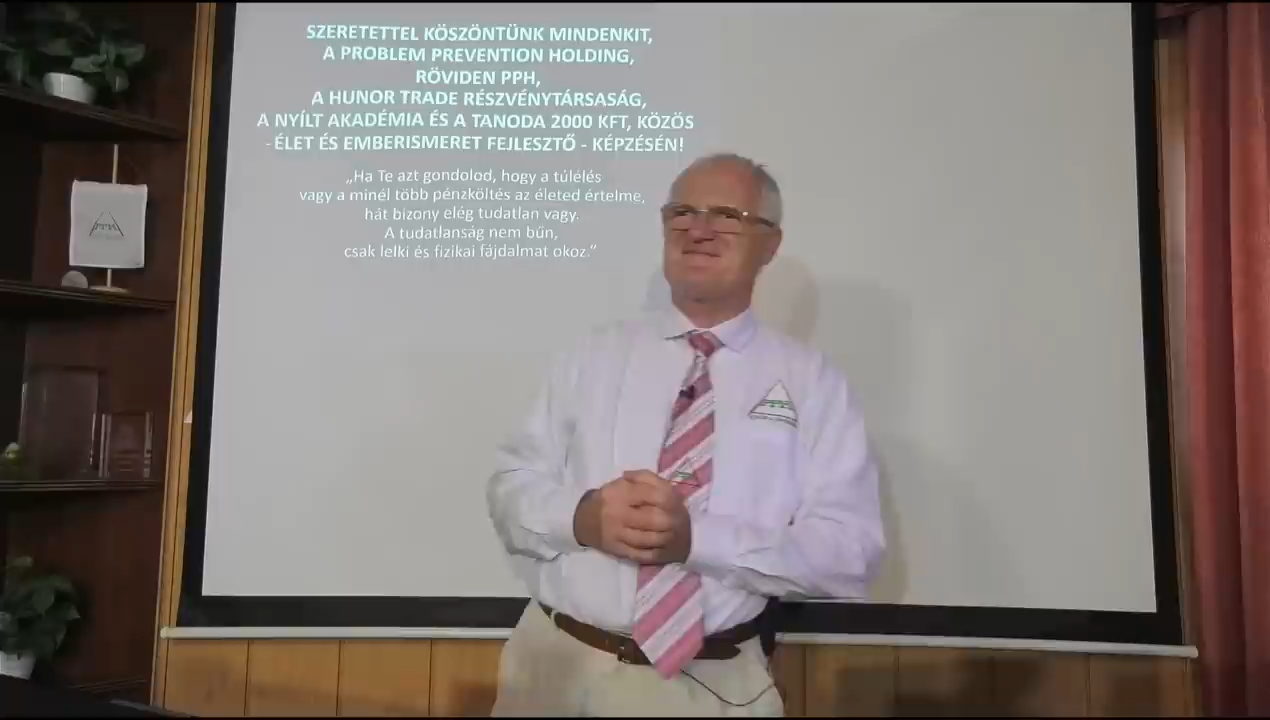 SZERETETTEL KÖSZÖNTÜNK MINDENKIT,
A PROBLEM PREVENTION HOLDING,
RÖVIDEN PPH,
A HUNOR TRADE RÉSZVÉNYTÁRSASÁG,
A NYÍLT AKADÉMIA ÉS A TANODA 2000 KFT, KÖZÖS
- ÉLET ÉS EMBERISMERET FEJLESZTŐ - KÉPZÉSÉN!
„Ha Te azt gondolod, hogy a túlélés
vagy a minél több pénzköltés az életed értelme,
hát bizony elég tudatlan vagy.
A tudatlanság nem bűn,
csak lelki és fizikai fájdalmat okoz.”